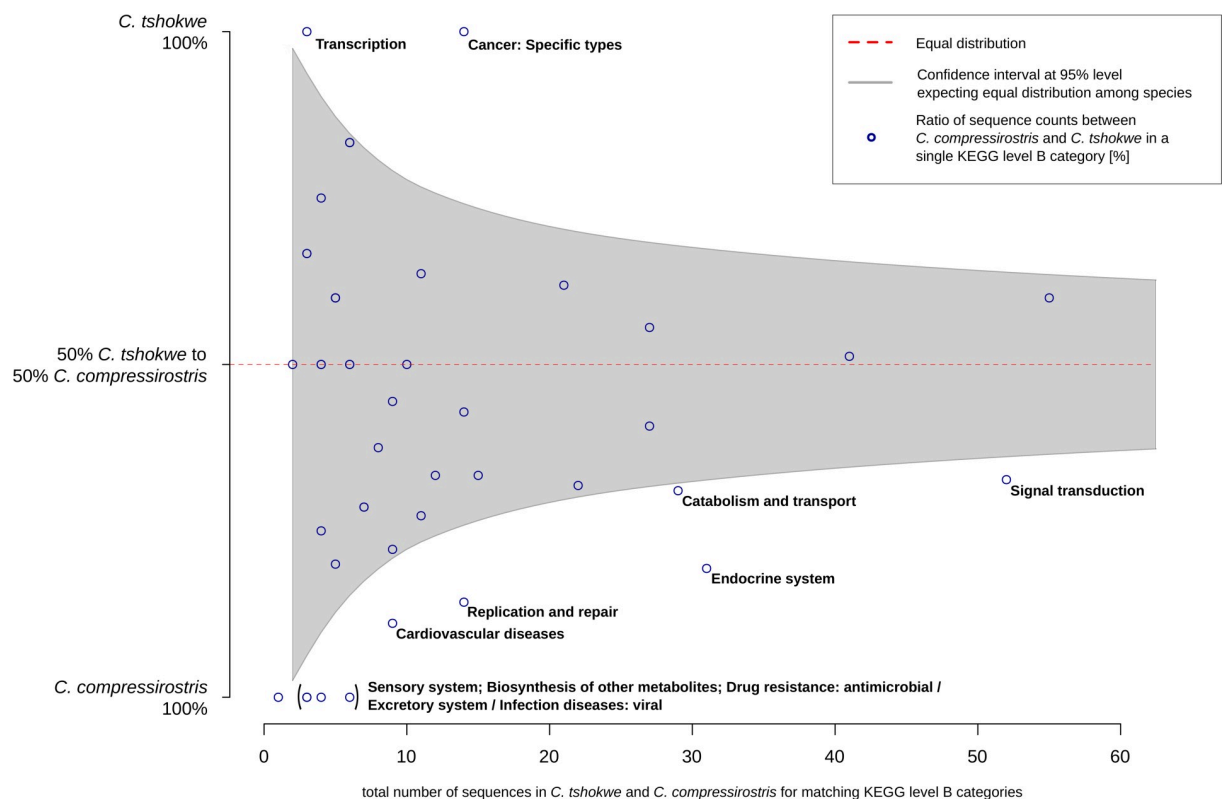 C. tshokwe
100%
Transcription
Cancer: Specific types
Equal distribution
Confidence interval at 95% level
expecting equal distribution among species
Ratio of sequence counts between
C. compressirostris and C. tshokwe in a
single KEGG level B category [%]
50% C. tshokwe to
50% C. compressirostris
Catabolism and transport
Signal transduction
Endocrine system
Replication and repair
Cardiovascular diseases
C. compressirostris
100%
( ) Sensory system; Biosynthesis of other metabolites; Drug resistance: antimicrobial /
Excretory system / Infection diseases: viral
0 10 20 30 40 50 60
total number of sequences in C. tshokwe and C. compressirostris for matching KEGG level B categories